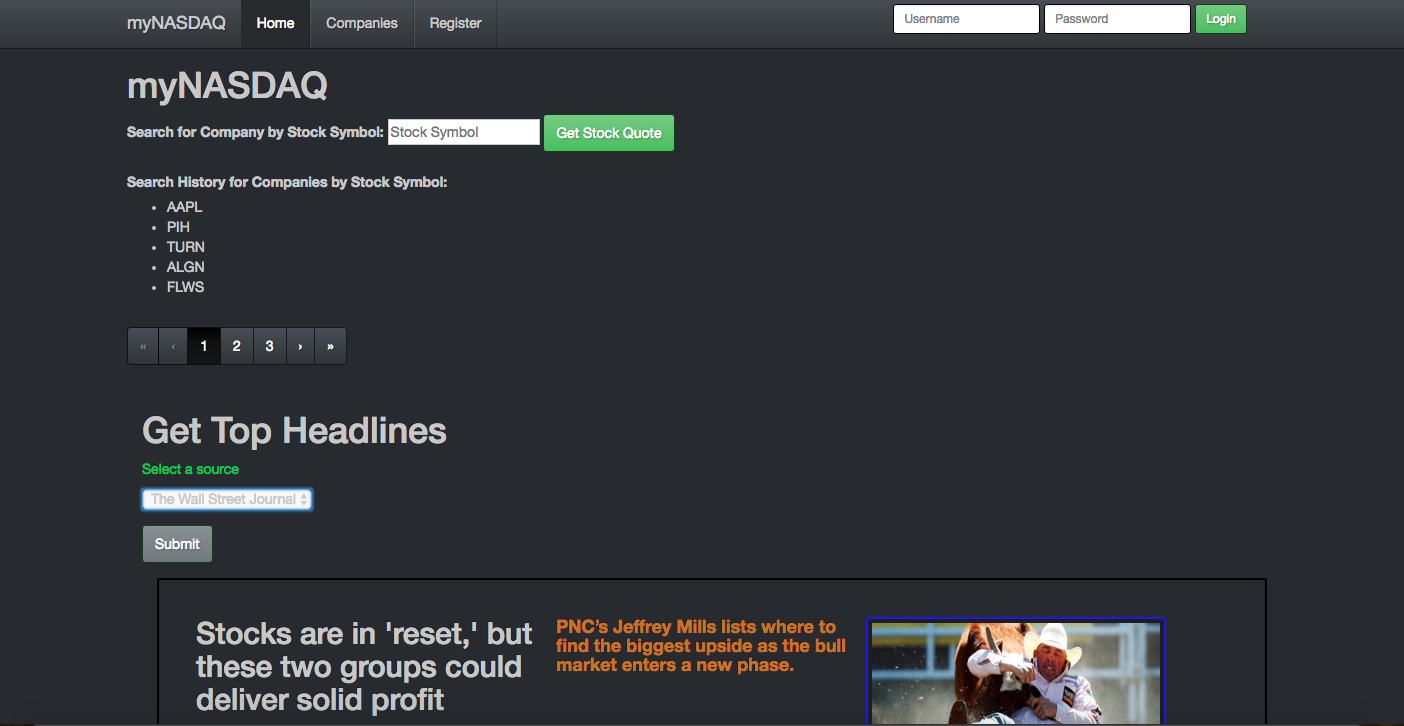 myNASDAQ Home Companies Register Username Password Login
myNASDAQ
Search for Company by Stock Symbol: Stock Symbol Get Stock Quote
Search History for Companies by Stock Symbol:
• AAPL
• PIH
• TURN
• ALGN
• FLWS
« ‹ 1 2 3 › »
Get Top Headlines
Select a source
The Wall Street Journal
Submit
Stocks are in 'reset,' but
these two groups could
deliver solid profit
PNC’s Jeffrey Mills lists where to
find the biggest upside as the bull
market enters a new phase.